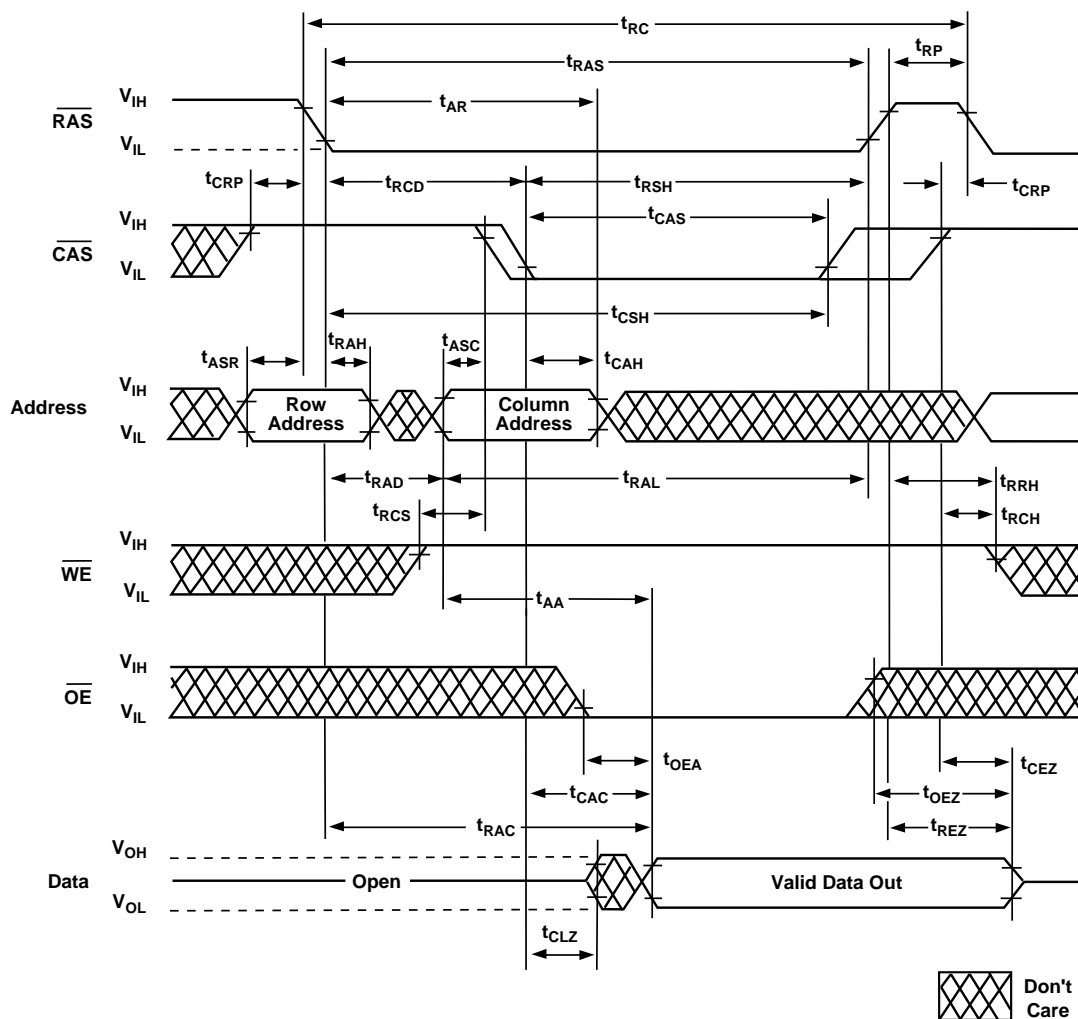 tRC
tRAS
tRP
VIH
tAR
RAS
VIL
tCRP
tRCD
tRSH
tCRP
VIH
tCAS
CAS
VIL
tCSH
tASR
tRAH
tASC
tCAH
VIH
Address
Row
Address
Column
Address
VIL
tRAD
tRAL
tRRH
tRCS
tRCH
VIH
WE
VIL
tAA
VIH
OE
VIL
tOEA
tCEZ
tCAC
tOEZ
tRAC
tREZ
VOH
Data
Open
Valid Data Out
VOL
tCLZ
Don't
Care